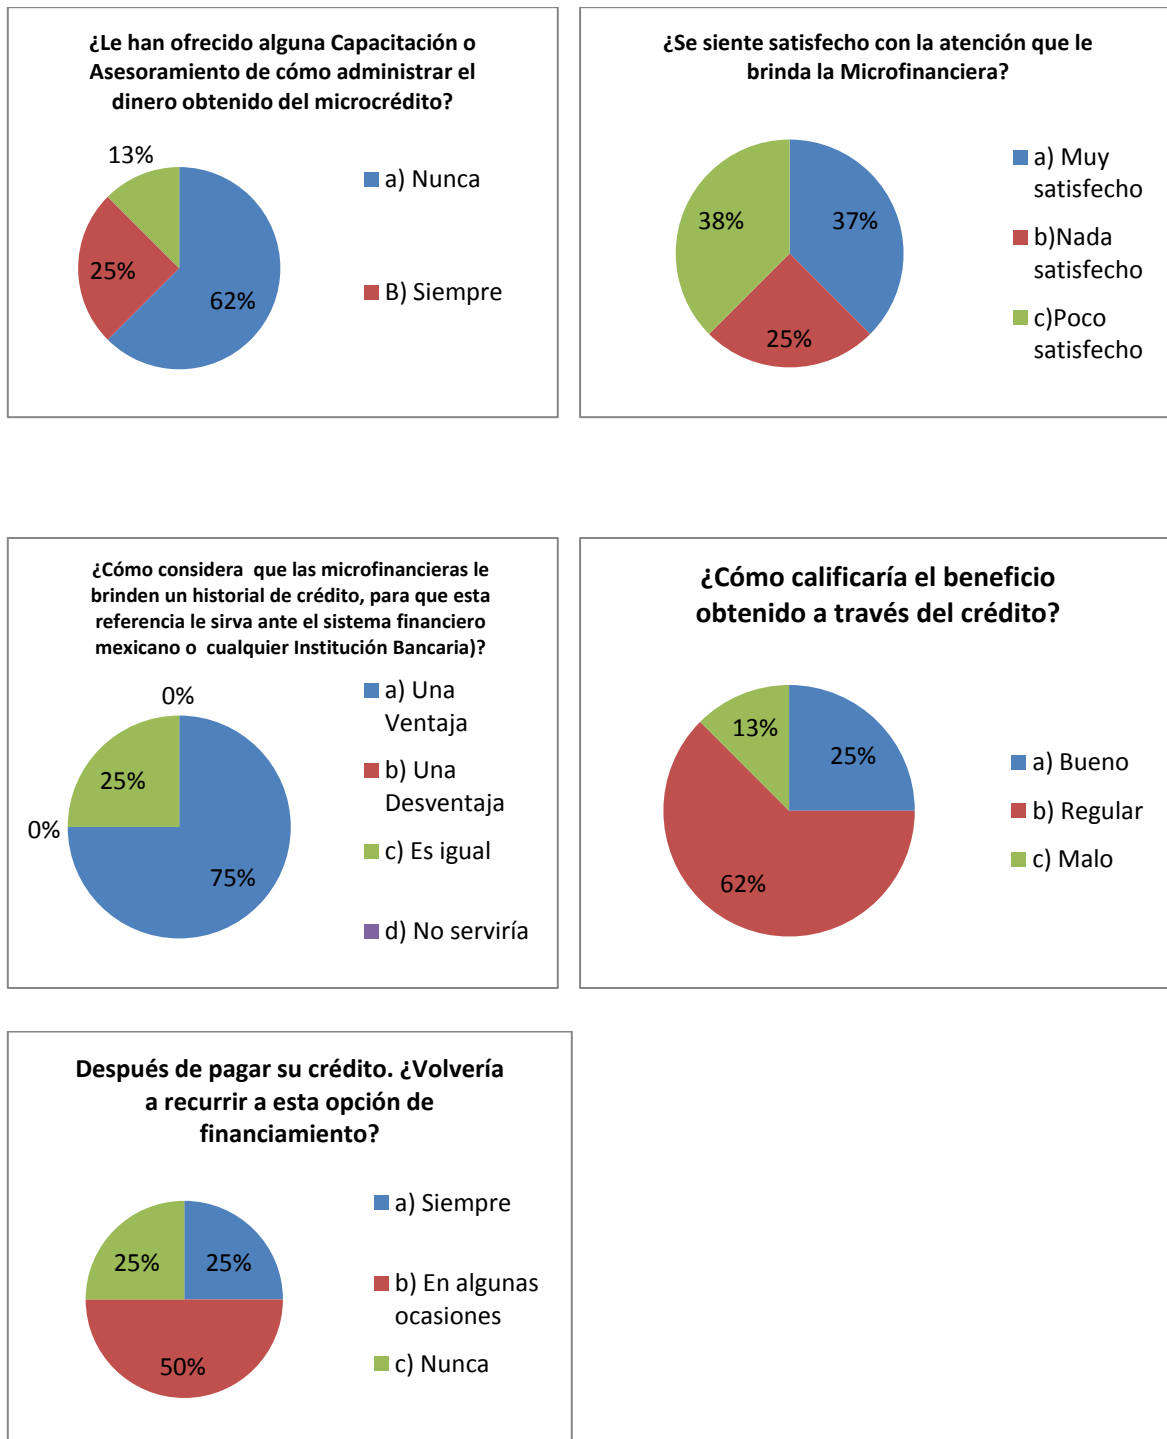 ¿Le han ofrecido alguna Capacitación o
Asesoramiento de cómo administrar el
dinero obtenido del microcrédito?
13%
25%
62%
a) Nunca
B) Siempre
¿Se siente satisfecho con la atención que le
brinda la Microfinanciera?
38%
37%
25%
a) Muy
satisfecho
b)Nada
satisfecho
c)Poco
satisfecho
¿Cómo considera  que las microfinancieras le
brinden un historial de crédito, para que esta
referencia le sirva ante el sistema financiero
mexicano o  cualquier Institución Bancaria)?
0%
25%
0%
75%
a) Una
Ventaja
b) Una
Desventaja
c) Es igual
d) No serviría
¿Cómo calificaría el beneficio
obtenido a través del crédito?
13%
25%
62%
a) Bueno
b) Regular
c) Malo
Después de pagar su crédito. ¿Volvería
a recurrir a esta opción de
financiamiento?
25%
25%
50%
a) Siempre
b) En algunas
ocasiones
c) Nunca